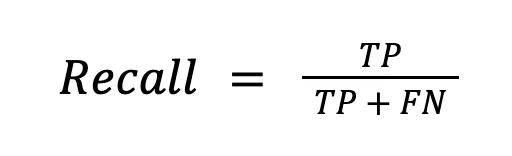 Recall = TP / TP + FN